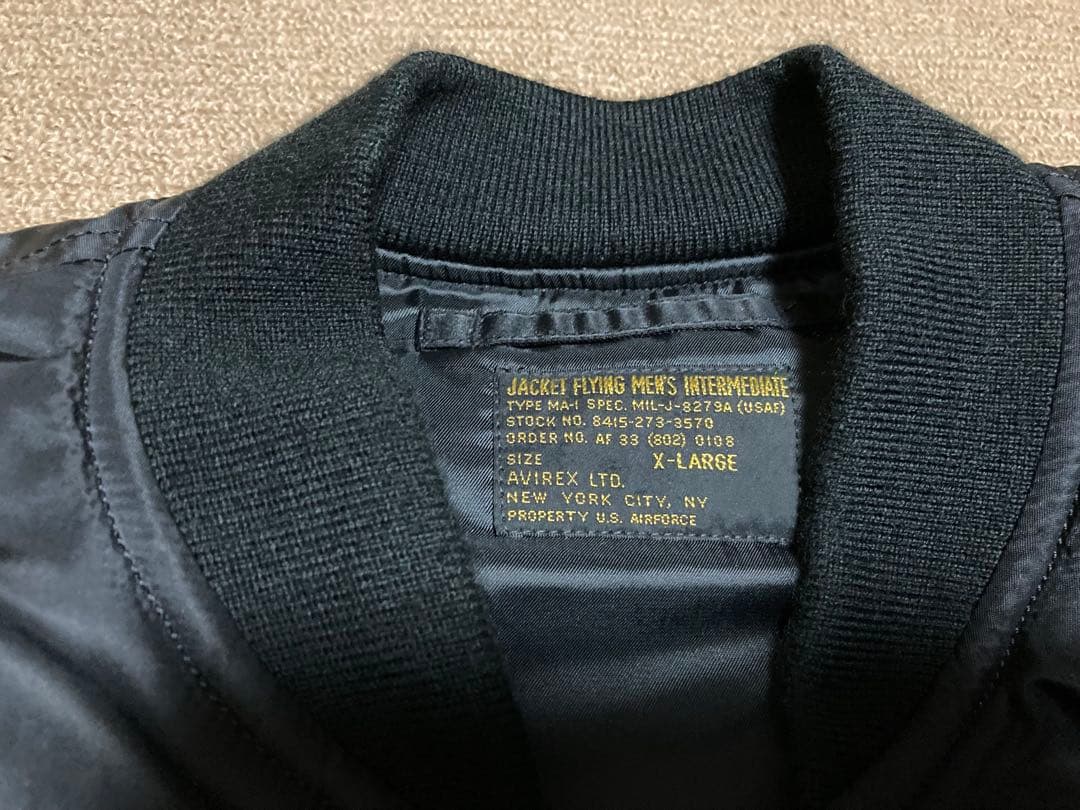 JACKET FLYING MEN'S INTERMEDIATE
TYPE MA-1 SPEC. MIL-J-8279A (USAF)
STOCK NO. 8415-273-3570
ORDER NO. AF 33 (802) 0108
SIZE X-LARGE
AVIREX LTD.
NEW YORK CITY, NY
PROPERTY U.S. AIRFORCE